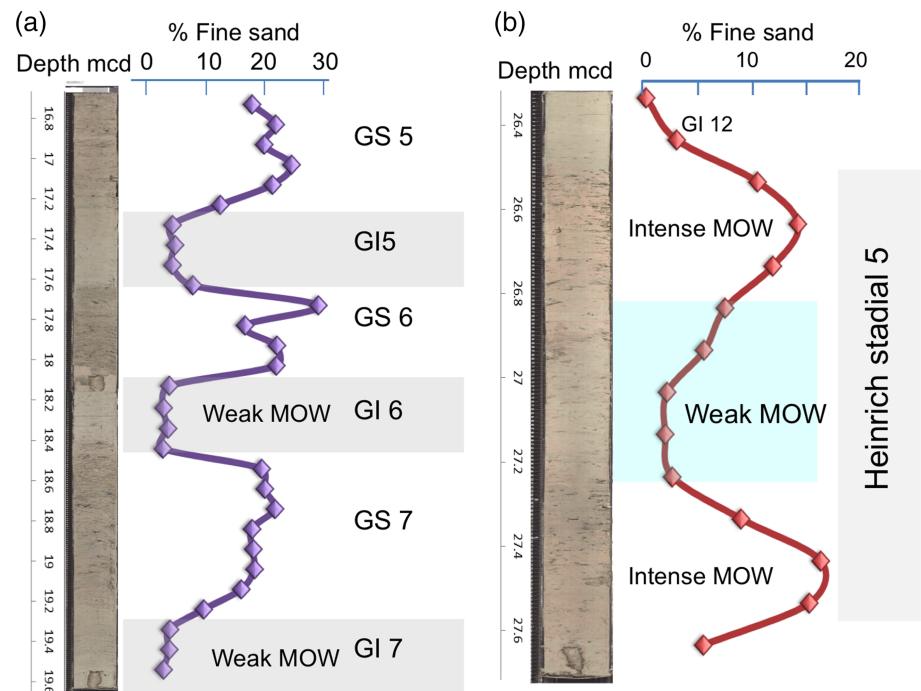 (a)
% Fine sand
Depth mcd
0 10 20 30
16.8
17
17.2
17.4
17.6
17.8
18
18.2
18.4
18.6
18.8
19
19.2
19.4
19.6
GS 5
GI5
GS 6
Weak MOW GI 6
GS 7
Weak MOW GI 7
(b)
% Fine sand
Depth mcd
0 10 20
26.4
26.6
26.8
27
27.2
27.4
27.6
GI 12
Intense MOW
Weak MOW
Intense MOW
Heinrich stadial 5